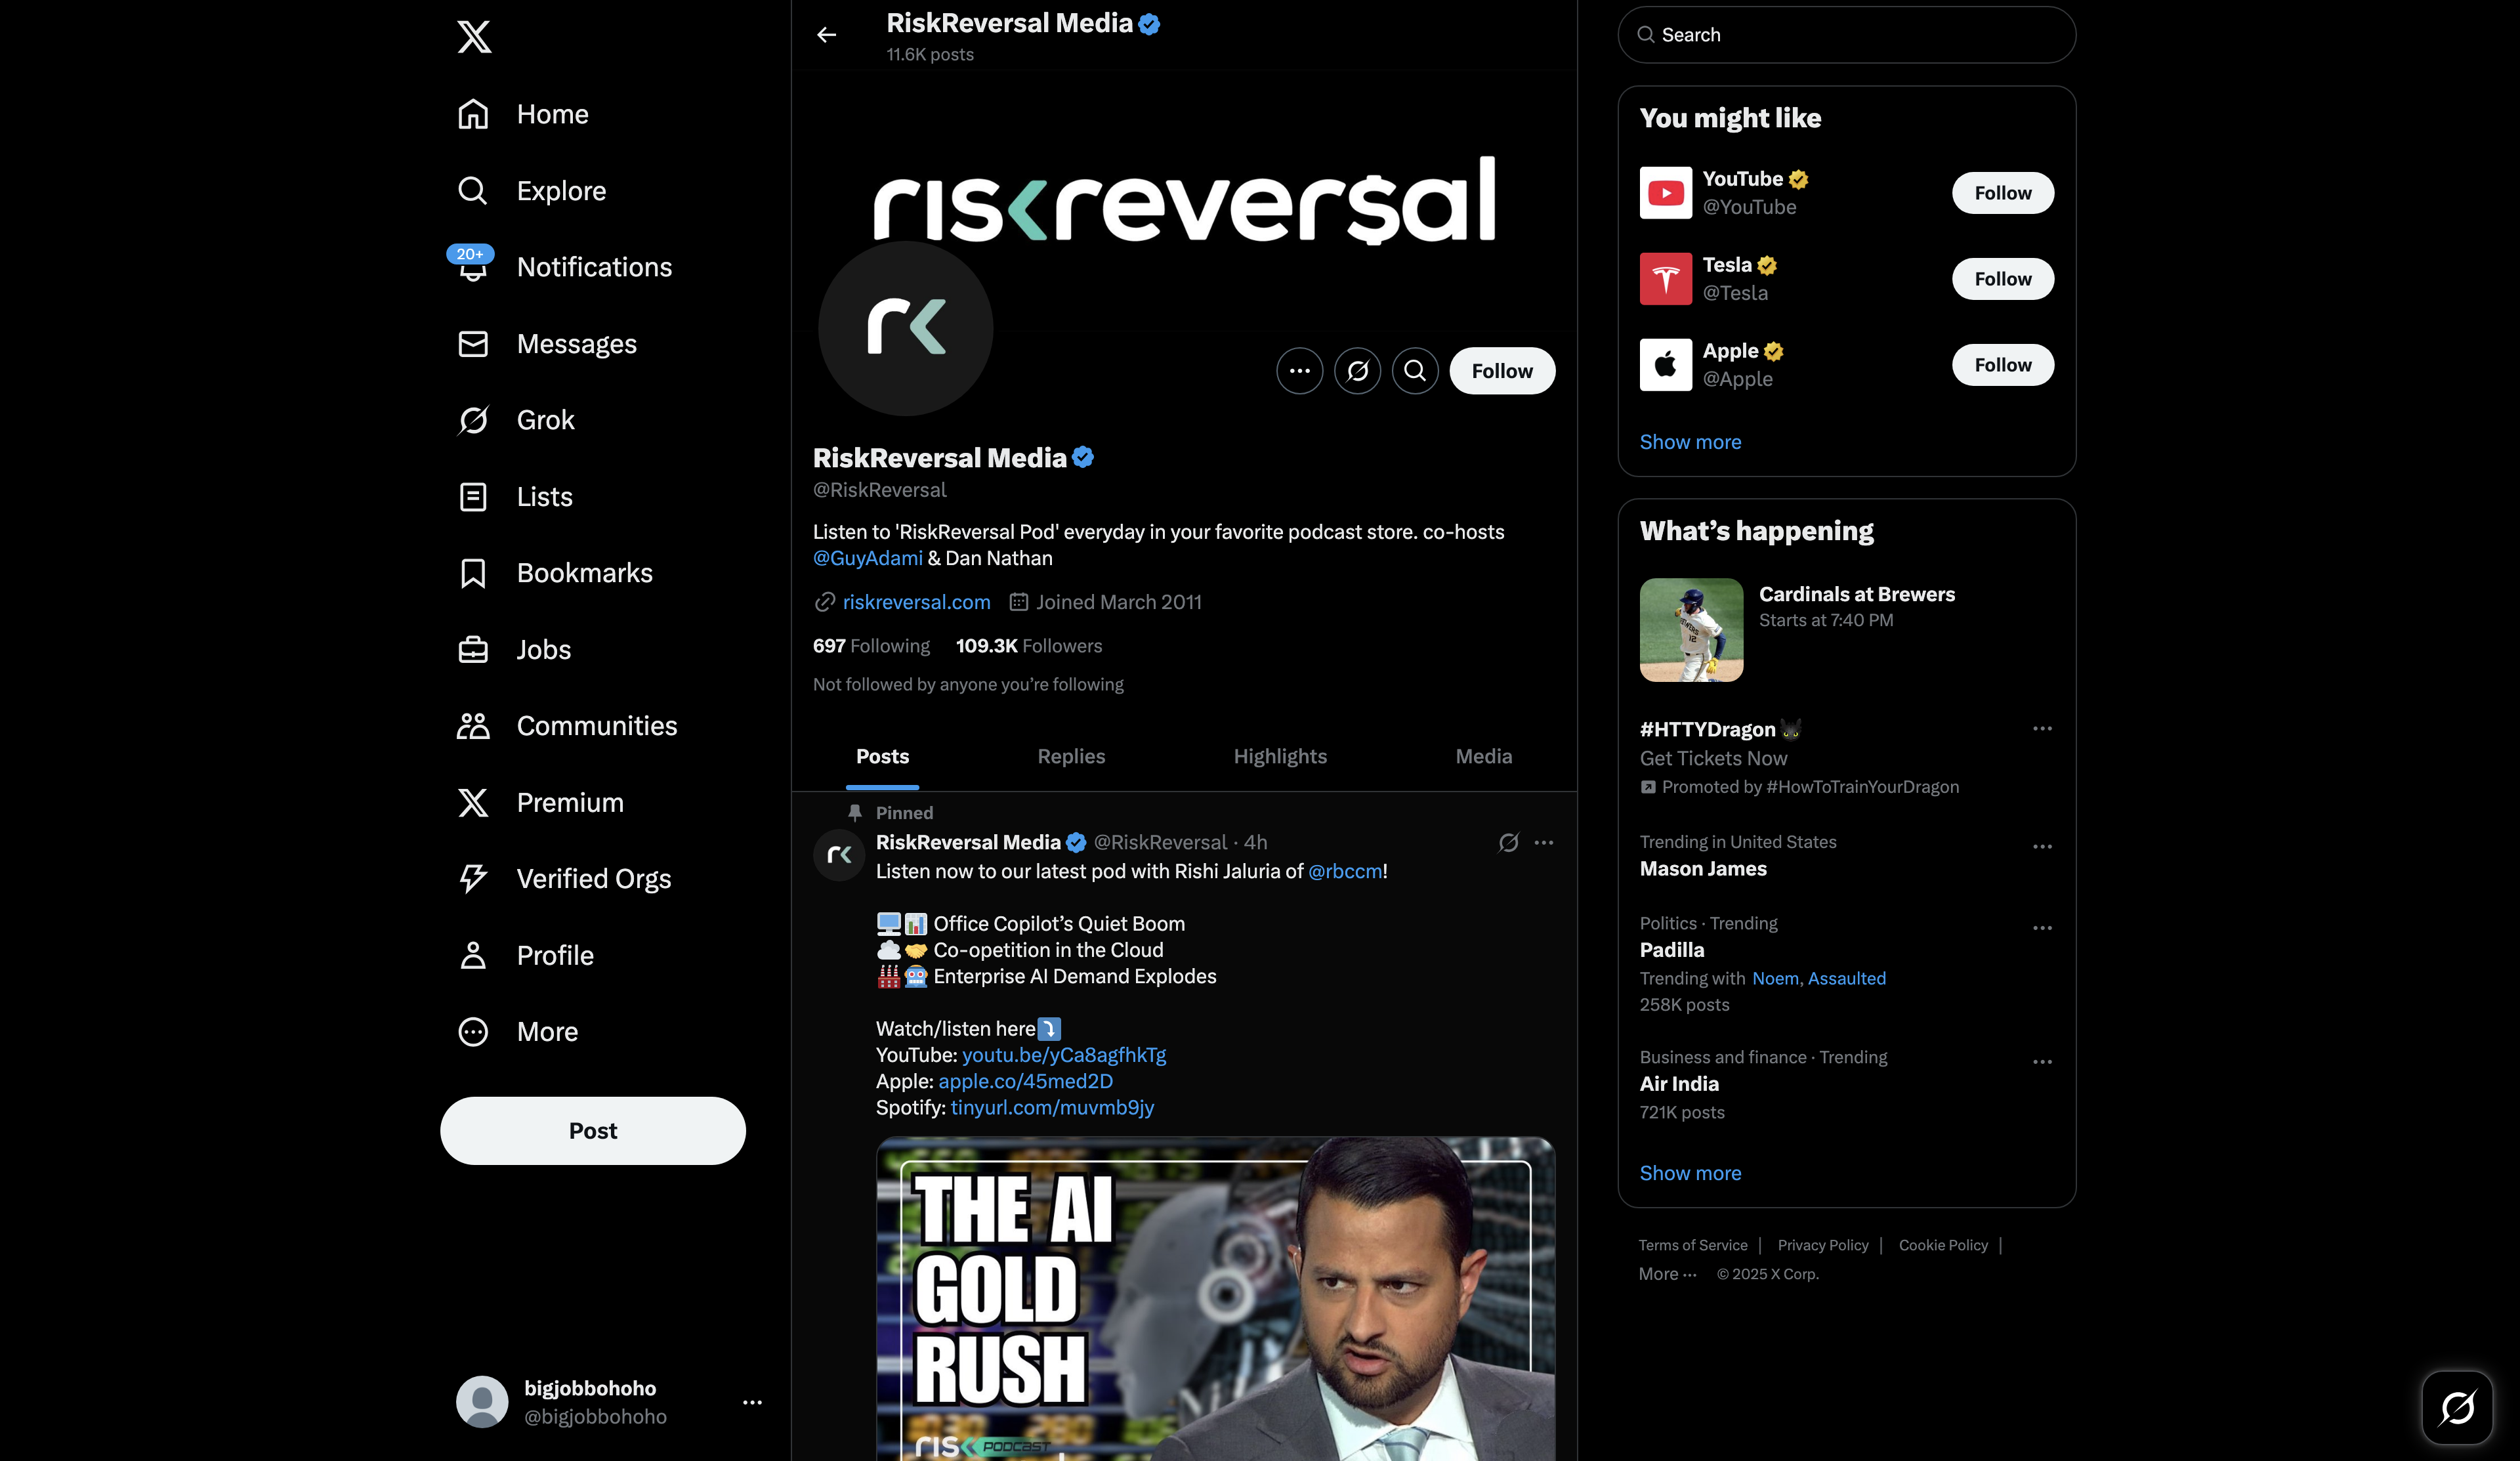 Home
Explore
20+
Notifications
Messages
Grok
Lists
Bookmarks
Jobs
Communities
Premium
Verified Orgs
Profile
More
Post
bigjobbohoho
@bigjobbohoho
RiskReversal Media
11.6K posts
riskrever$al
rk
Follow
RiskReversal Media
@RiskReversal
Listen to 'RiskReversal Pod' everyday in your favorite podcast store. co-hosts
@GuyAdami & Dan Nathan
riskreversal.com Joined March 2011
697 Following 109.3K Followers
Not followed by anyone you’re following
Posts Replies Highlights Media
Pinned
RiskReversal Media @RiskReversal · 4h
Listen now to our latest pod with Rishi Jaluria of @rbccm!
🖥️📊 Office Copilot’s Quiet Boom
☁️🤝 Co-opetition in the Cloud
🏭🤖 Enterprise AI Demand Explodes
Watch/listen here⤵️
YouTube: youtu.be/yCa8agfhkTg
Apple: apple.co/45med2D
Spotify: tinyurl.com/muvmb9jy
THE AI
GOLD
RUSH
risk PODCAST
Search
You might like
YouTube
@YouTube
Follow
Tesla
@Tesla
Follow
Apple
@Apple
Follow
Show more
What’s happening
BREWERS
12
Cardinals at Brewers
Starts at 7:40 PM
#HTTYDragon
Get Tickets Now
Promoted by #HowToTrainYourDragon
Trending in United States
Mason James
Politics · Trending
Padilla
Trending with Noem, Assaulted
258K posts
Business and finance · Trending
Air India
721K posts
Show more
Terms of Service | Privacy Policy | Cookie Policy |
More ··· © 2025 X Corp.